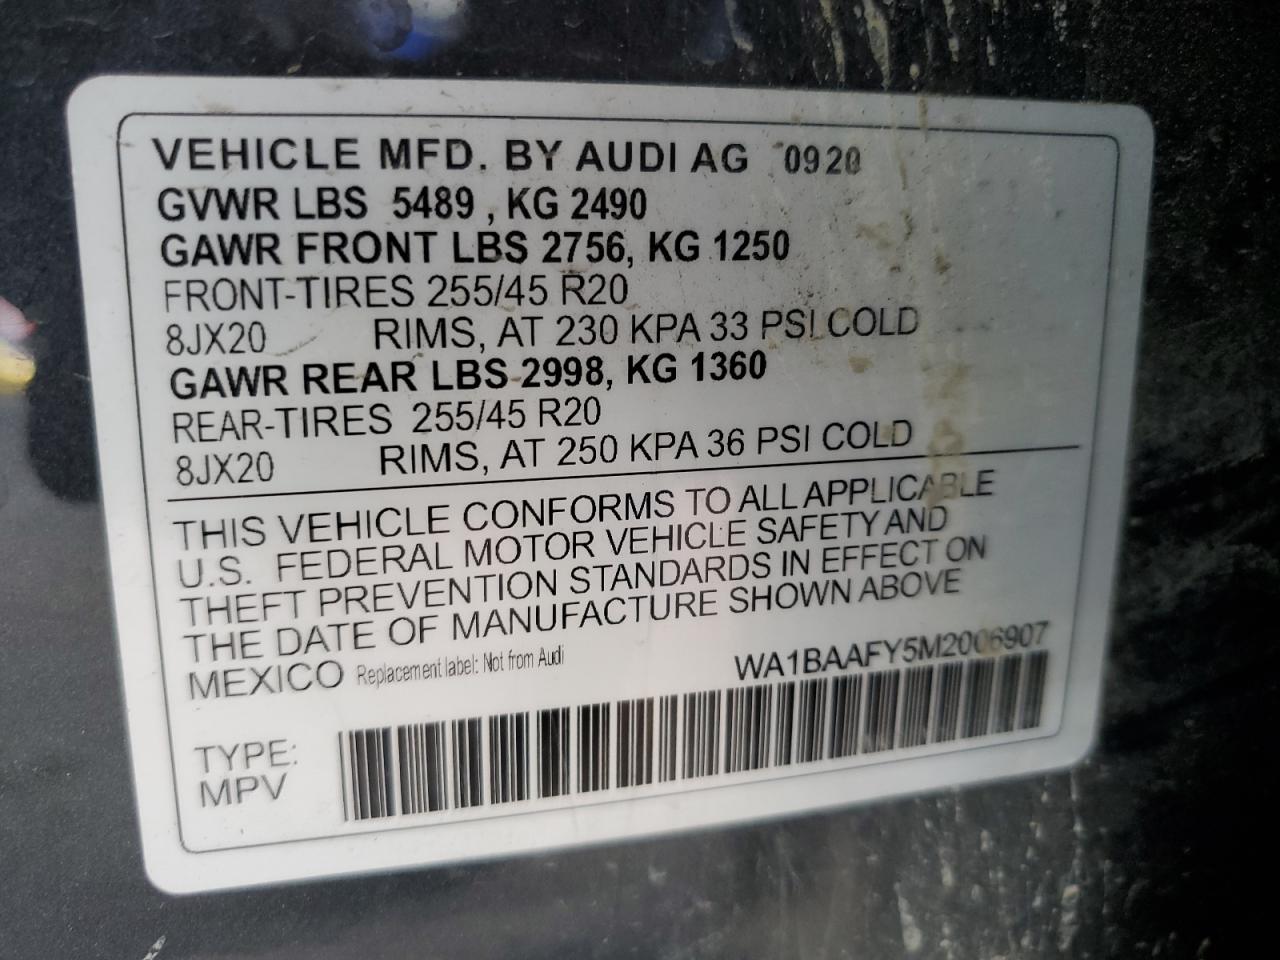 VEHICLE MFD. BY AUDI AG 0920
GVWR LBS 5489 , KG 2490
GAWR FRONT LBS 2756, KG 1250
FRONT-TIRES 255/45 R20
8JX20 RIMS, AT 230 KPA 33 PSI COLD
GAWR REAR LBS 2998, KG 1360
REAR-TIRES 255/45 R20
8JX20 RIMS, AT 250 KPA 36 PSI COLD
THIS VEHICLE CONFORMS TO ALL APPLICABLE
U.S. FEDERAL MOTOR VEHICLE SAFETY AND
THEFT PREVENTION STANDARDS IN EFFECT ON
THE DATE OF MANUFACTURE SHOWN ABOVE
MEXICO Replacement label: Not from Audi
WA1BAAFY5M2006907
TYPE:
MPV